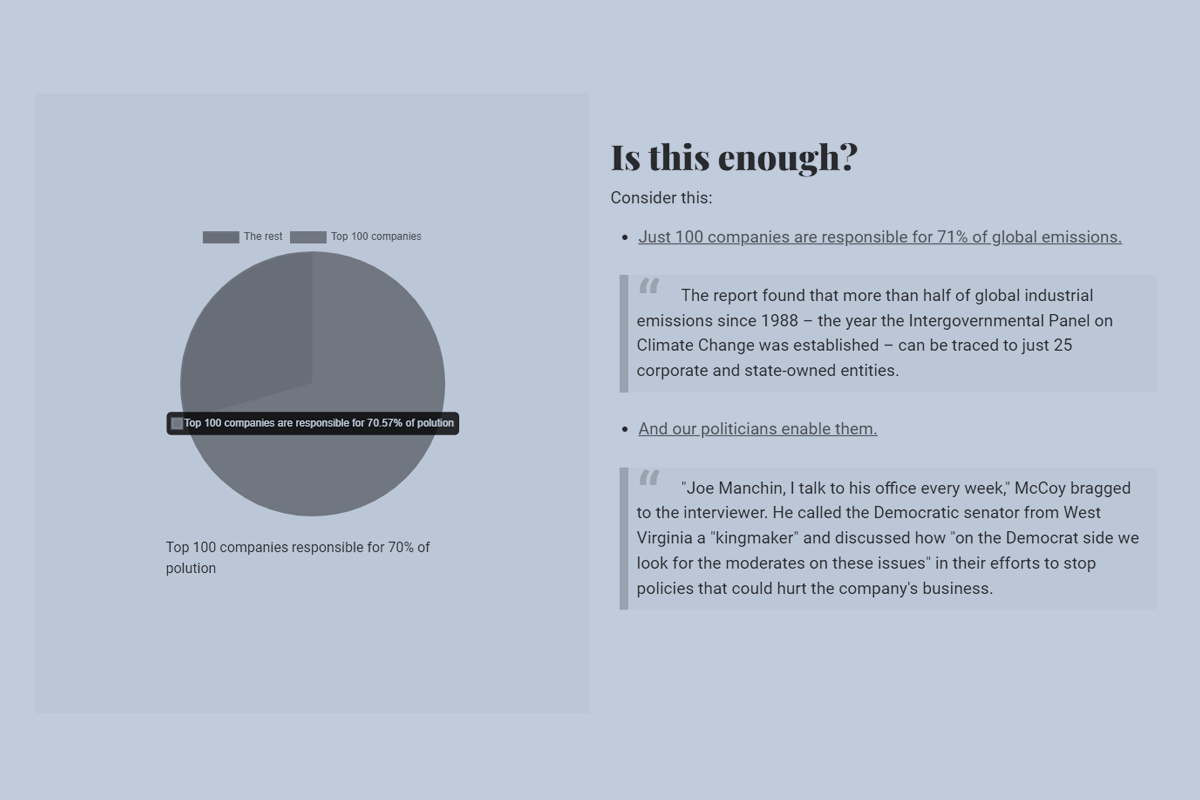 The rest Top 100 companies
Top 100 companies are responsible for 70.57% of polution
Top 100 companies responsible for 70% of
polution
Is this enough?
Consider this:
• Just 100 companies are responsible for 71% of global emissions.
“ The report found that more than half of global industrial
emissions since 1988 – the year the Intergovernmental Panel on
Climate Change was established – can be traced to just 25
corporate and state-owned entities.
• And our politicians enable them.
“ "Joe Manchin, I talk to his office every week," McCoy bragged
to the interviewer. He called the Democratic senator from West
Virginia a "kingmaker" and discussed how "on the Democrat side we
look for the moderates on these issues" in their efforts to stop
policies that could hurt the company's business.